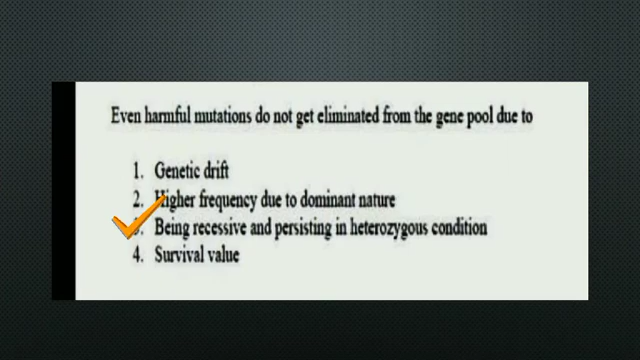 Even harmful mutations do not get eliminated from the gene pool due to
1. Genetic drift
2. Higher frequency due to dominant nature
3. Being recessive and persisting in heterozygous condition
4. Survival value